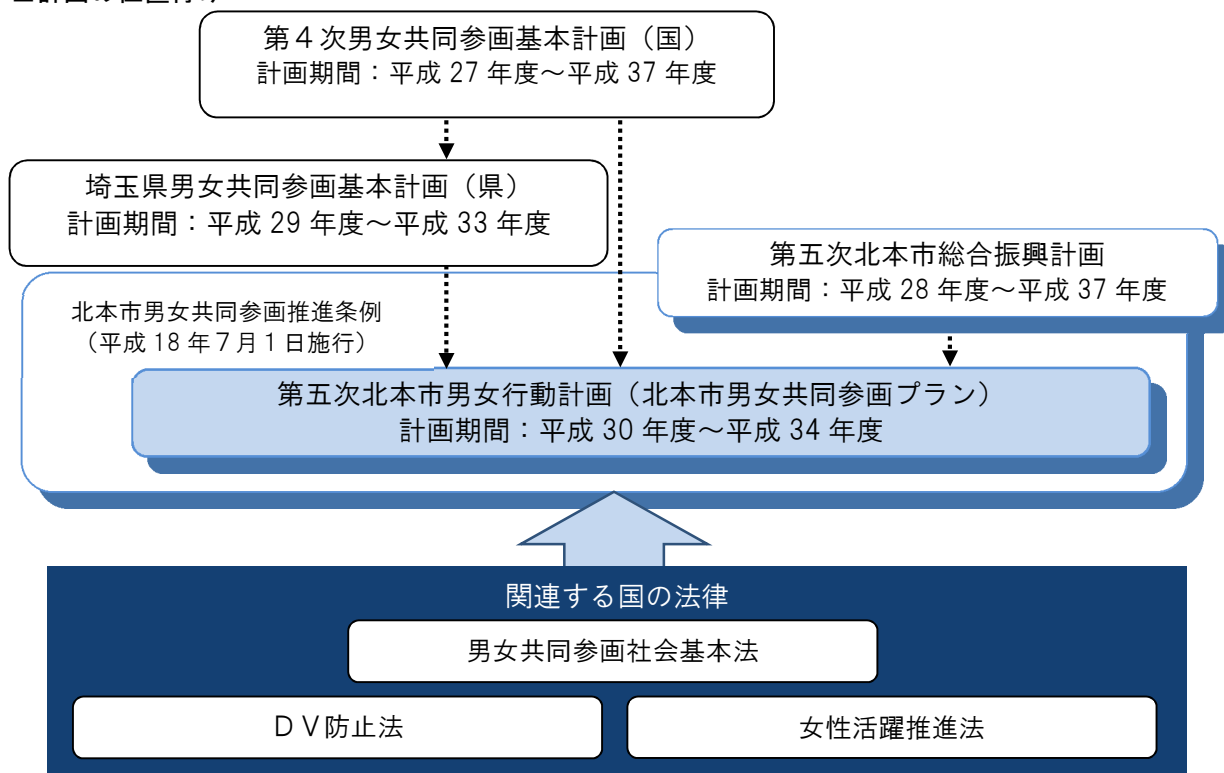 第４次男女共同参画基本計画（国）
計画期間：平成 27 年度～平成 37 年度
埼玉県男女共同参画基本計画（県）
計画期間：平成 29 年度～平成 33 年度
第五次北本市総合振興計画
計画期間：平成 28 年度～平成 37 年度
北本市男女共同参画推進条例
（平成 18 年７月１日施行）
第五次北本市男女行動計画（北本市男女共同参画プラン）
計画期間：平成 30 年度～平成 34 年度
関連する国の法律
男女共同参画社会基本法
ＤＶ防止法
女性活躍推進法